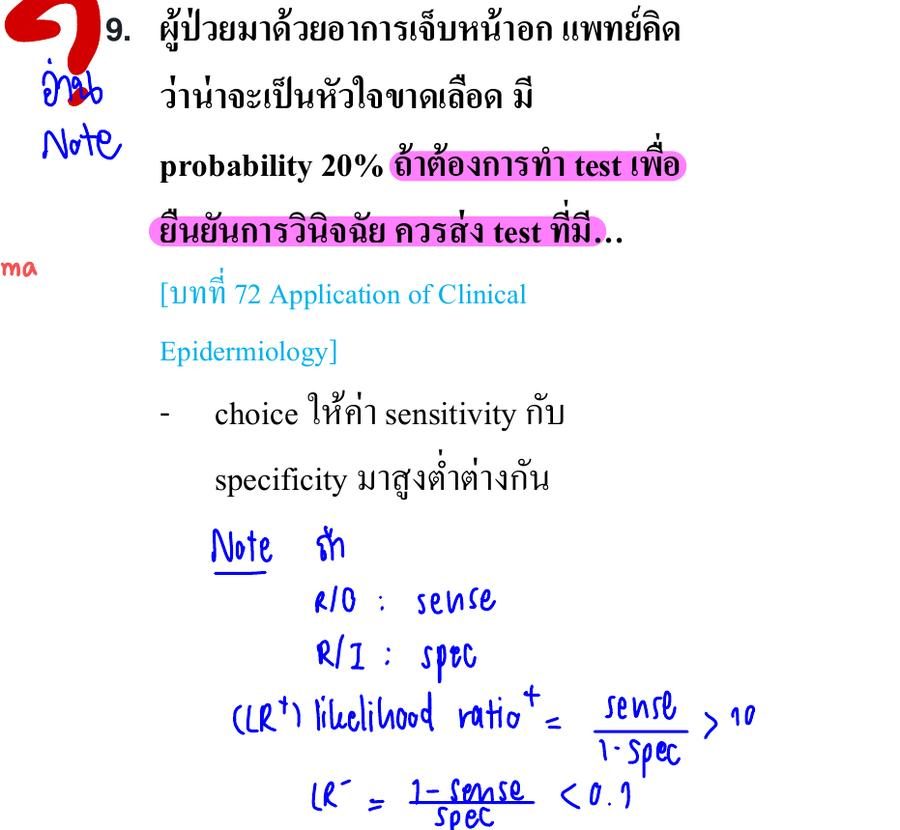 9. ผู้ป่วยมาด้วยอาการเจ็บหน้าอก แพทย์คิด
ว่าน่าจะเป็นหัวใจขาดเลือด มี
probability 20% ถ้าต้องการทำ test เพื่อ
ยืนยันการวินิจฉัย ควรส่ง test ที่มี...
อ่าน
Note
ma
[บทที่ 72 Application of Clinical
Epidermiology]
- choice ให้ค่า sensitivity กับ
specificity มาสูงต่ำต่างกัน
Note ถ้า
R/O : sense
R/I : spec
(LR+) likelihood ratio+ = sense / 1-spec > 10
LR- = 1-sense / spec < 0.1